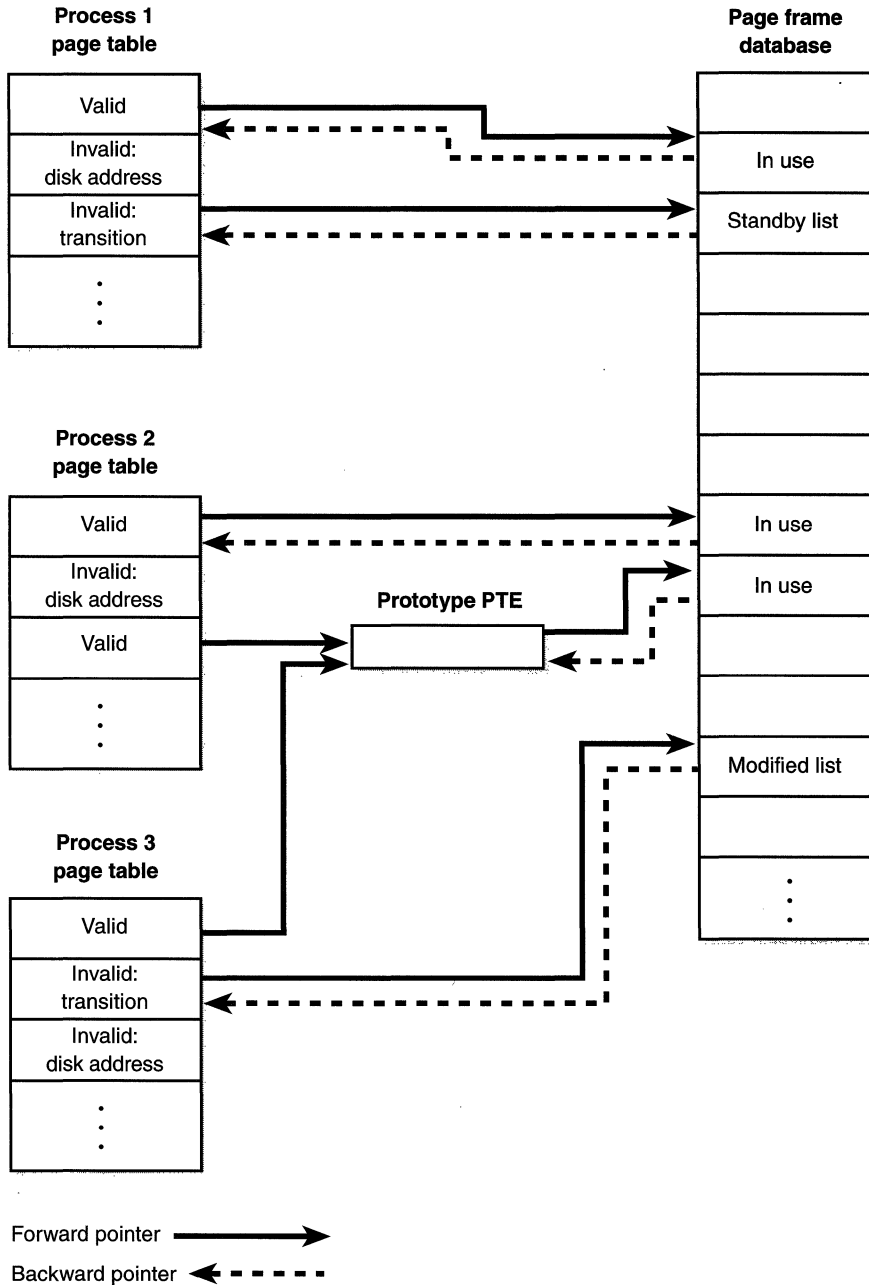 Process 1
page table
Valid
Invalid:
disk address
Invalid:
transition
Page frame
database
In use
Standby list
In use
In use
Modified list
Process 2
page table
Valid
Invalid:
disk address
Valid
Prototype PTE
Process 3
page table
Valid
Invalid:
transition
Invalid:
disk address
Forward pointer
Backward pointer